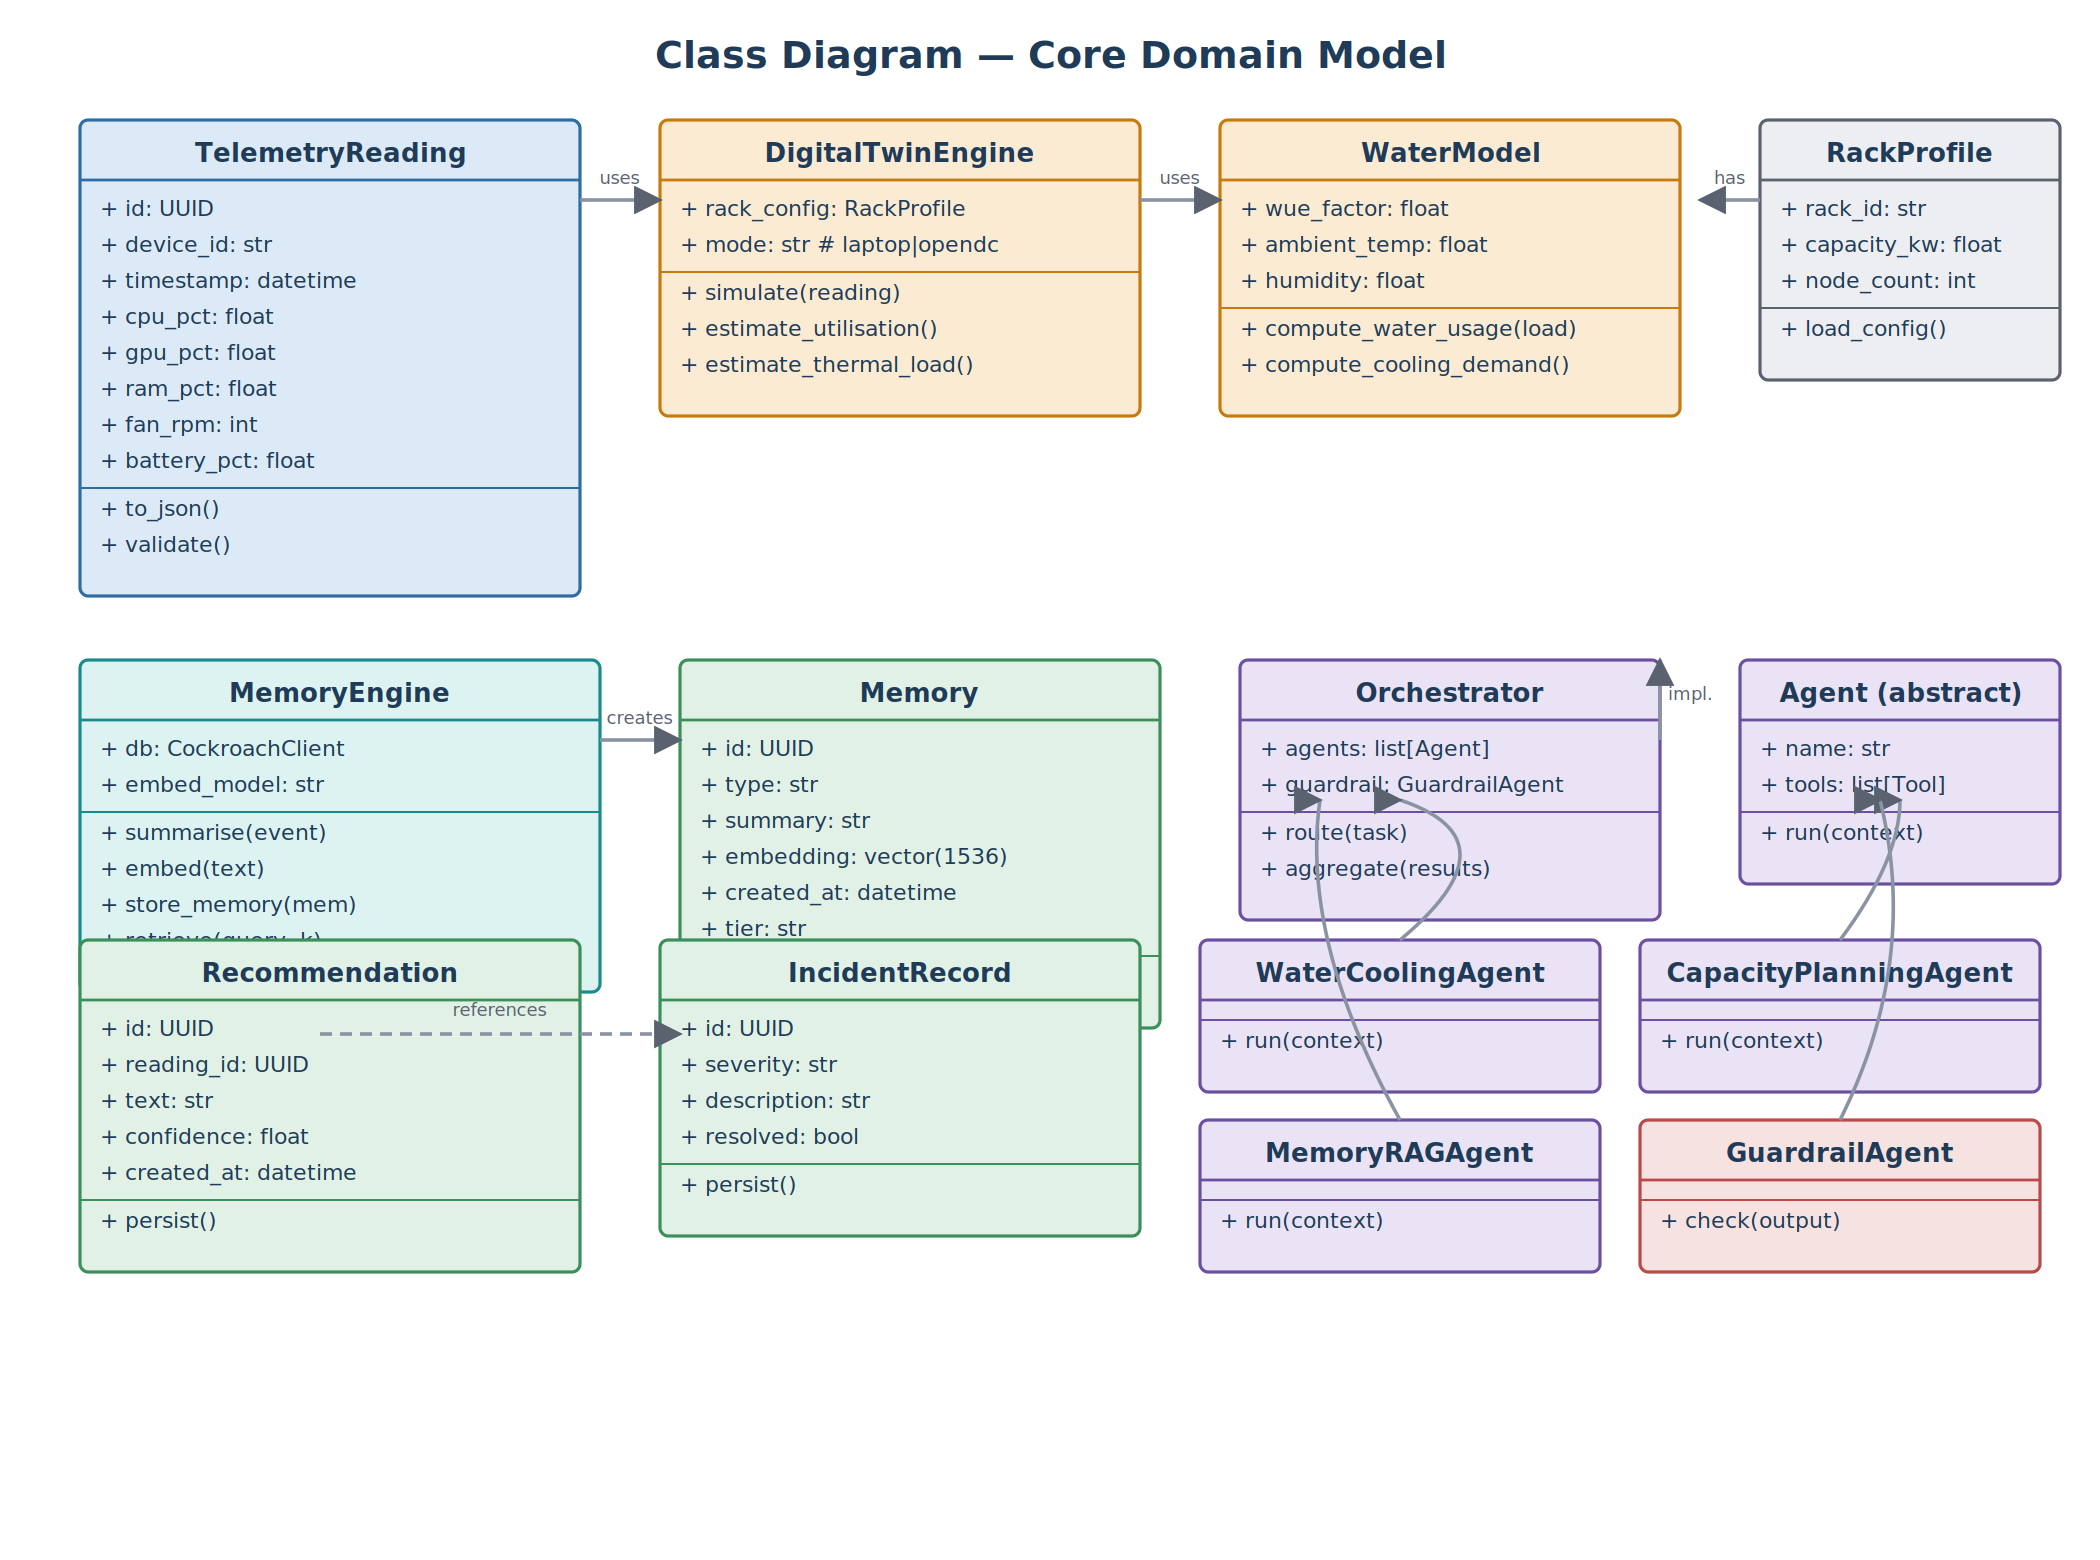 Class Diagram — Core Domain Model
TelemetryReading
+ id: UUID
+ device_id: str
+ timestamp: datetime
+ cpu_pct: float
+ gpu_pct: float
+ ram_pct: float
+ fan_rpm: int
+ battery_pct: float
+ to_json()
+ validate()
uses
DigitalTwinEngine
+ rack_config: RackProfile
+ mode: str # laptop|opendc
+ simulate(reading)
+ estimate_utilisation()
+ estimate_thermal_load()
uses
WaterModel
+ wue_factor: float
+ ambient_temp: float
+ humidity: float
+ compute_water_usage(load)
+ compute_cooling_demand()
has
RackProfile
+ rack_id: str
+ capacity_kw: float
+ node_count: int
+ load_config()
MemoryEngine
+ db: CockroachClient
+ embed_model: str
+ summarise(event)
+ embed(text)
+ store_memory(mem)
creates
Memory
+ id: UUID
+ type: str
+ summary: str
+ embedding: vector(1536)
+ created_at: datetime
+ tier: str
Orchestrator
+ agents: list[Agent]
+ guardrail: GuardrailAgent
+ route(task)
+ aggregate(results)
impl.
Agent (abstract)
+ name: str
+ tools: list[Tool]
+ run(context)
Recommendation
+ id: UUID
+ reading_id: UUID
+ text: str
+ confidence: float
+ created_at: datetime
+ persist()
references
IncidentRecord
+ id: UUID
+ severity: str
+ description: str
+ resolved: bool
+ persist()
WaterCoolingAgent
+ run(context)
CapacityPlanningAgent
+ run(context)
MemoryRAGAgent
+ run(context)
GuardrailAgent
+ check(output)